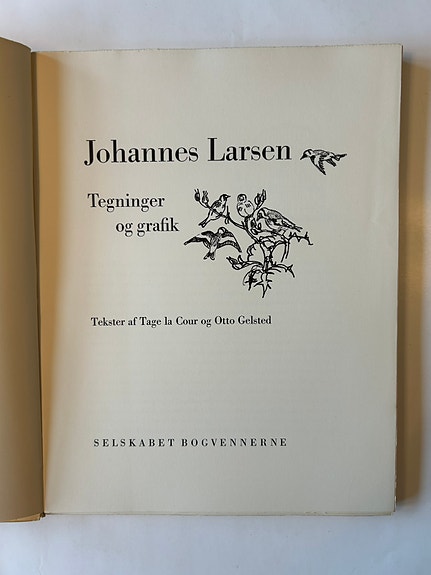 Johannes Larsen
Tegninger
og grafik
Tekster af Tage la Cour og Otto Gelsted
SELSKABET BOGVENNERNE